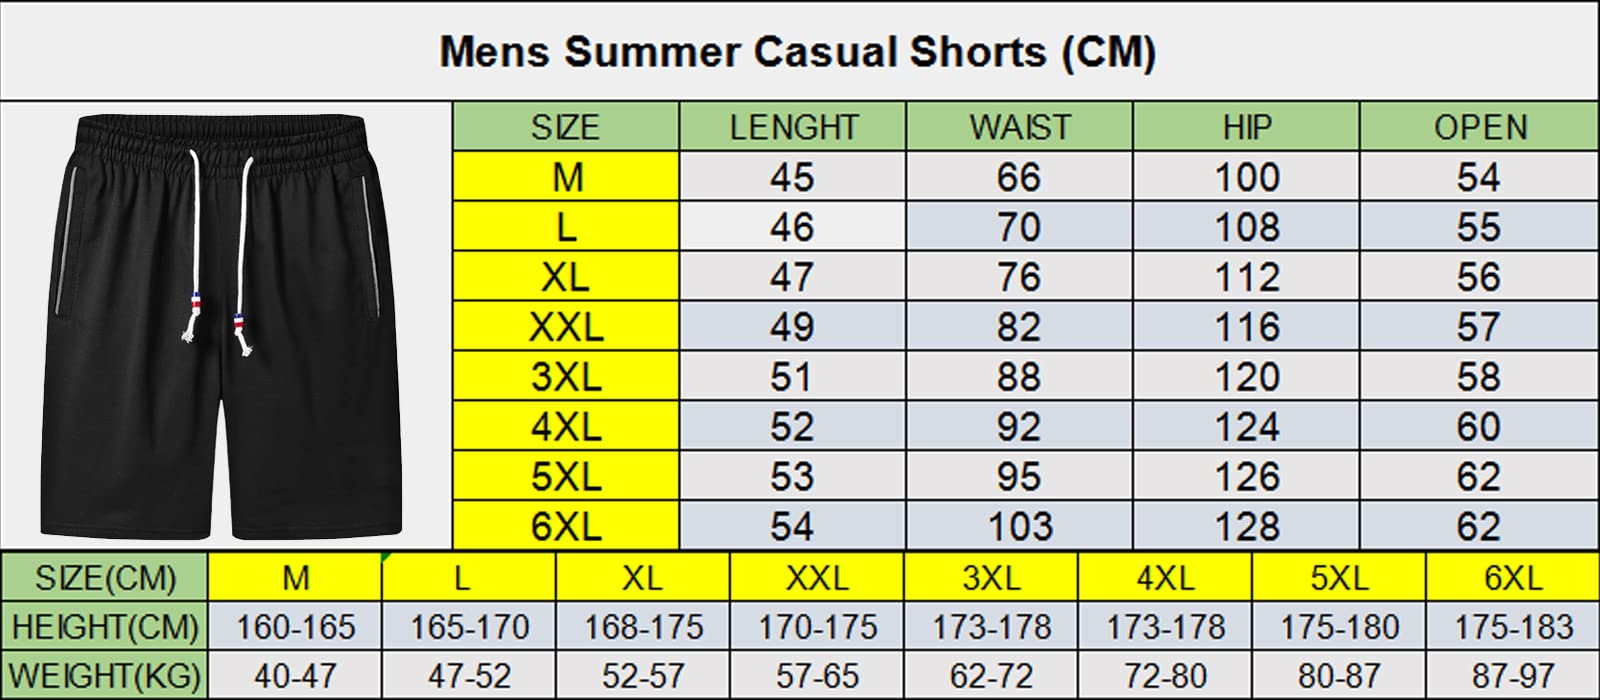 Mens Summer Casual Shorts (CM)
SIZE LENGHT WAIST HIP OPEN
M 45 66 100 54
L 46 70 108 55
XL 47 76 112 56
XXL 49 82 116 57
3XL 51 88 120 58
4XL 52 92 124 60
5XL 53 95 126 62
6XL 54 103 128 62
SIZE(CM) M L XL XXL 3XL 4XL 5XL 6XL
HEIGHT(CM) 160-165 165-170 168-175 170-175 173-178 173-178 175-180 175-183
WEIGHT(KG) 40-47 47-52 52-57 57-65 62-72 72-80 80-87 87-97